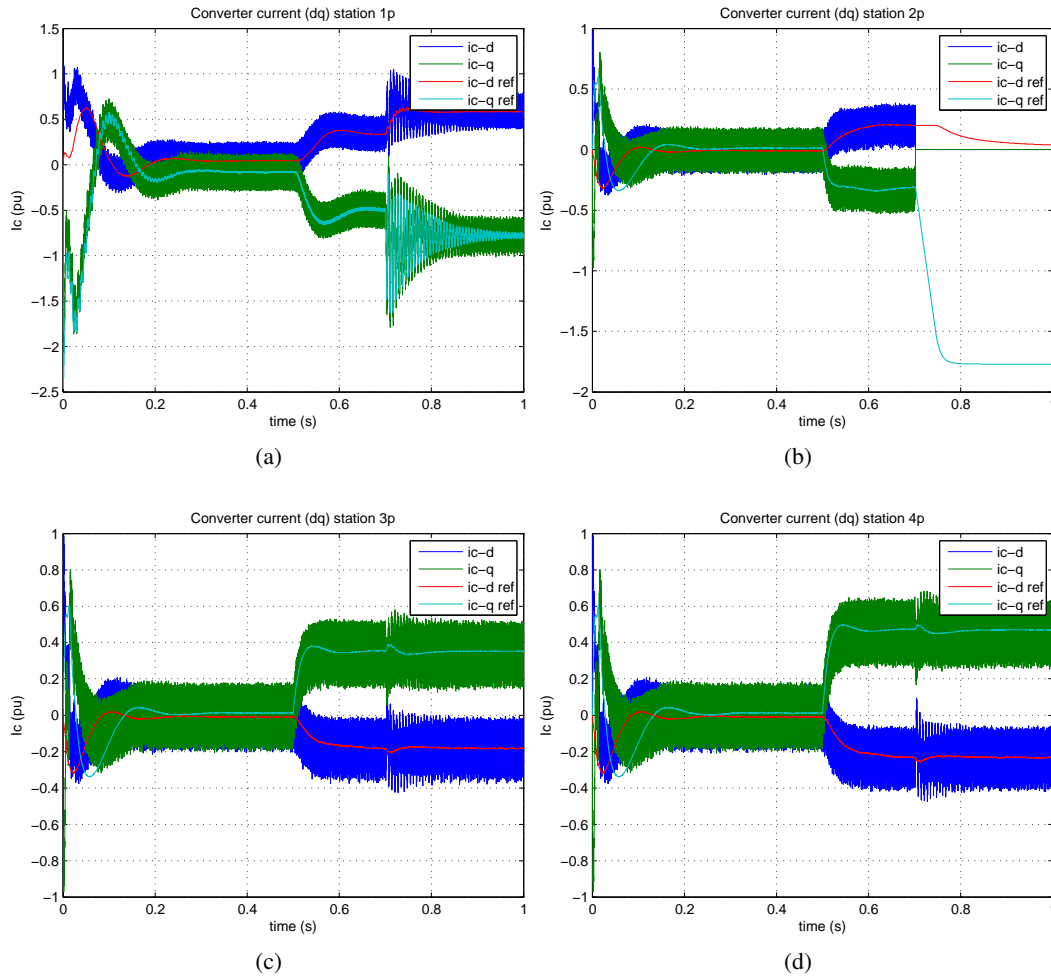 Converter current (dq) station 1p
Ic (pu)
1.5
1
0.5
0
−0.5
−1
−1.5
−2
−2.5
ic−d
ic−q
ic−d ref
ic−q ref
0 0.2 0.4 0.6 0.8 1
time (s)
(a)
Converter current (dq) station 2p
1
0.5
0
−0.5
−1
−1.5
−2
ic−d
ic−q
ic−d ref
ic−q ref
0 0.2 0.4 0.6 0.8 1
time (s)
(b)
Converter current (dq) station 3p
Ic (pu)
1
0.8
0.6
0.4
0.2
0
−0.2
−0.4
−0.6
−0.8
−1
ic−d
ic−q
ic−d ref
ic−q ref
0 0.2 0.4 0.6 0.8 1
time (s)
(c)
Converter current (dq) station 4p
Ic (pu)
1
0.8
0.6
0.4
0.2
0
−0.2
−0.4
−0.6
−0.8
−1
ic−d
ic−q
ic−d ref
ic−q ref
0 0.2 0.4 0.6 0.8 1
time (s)
(d)